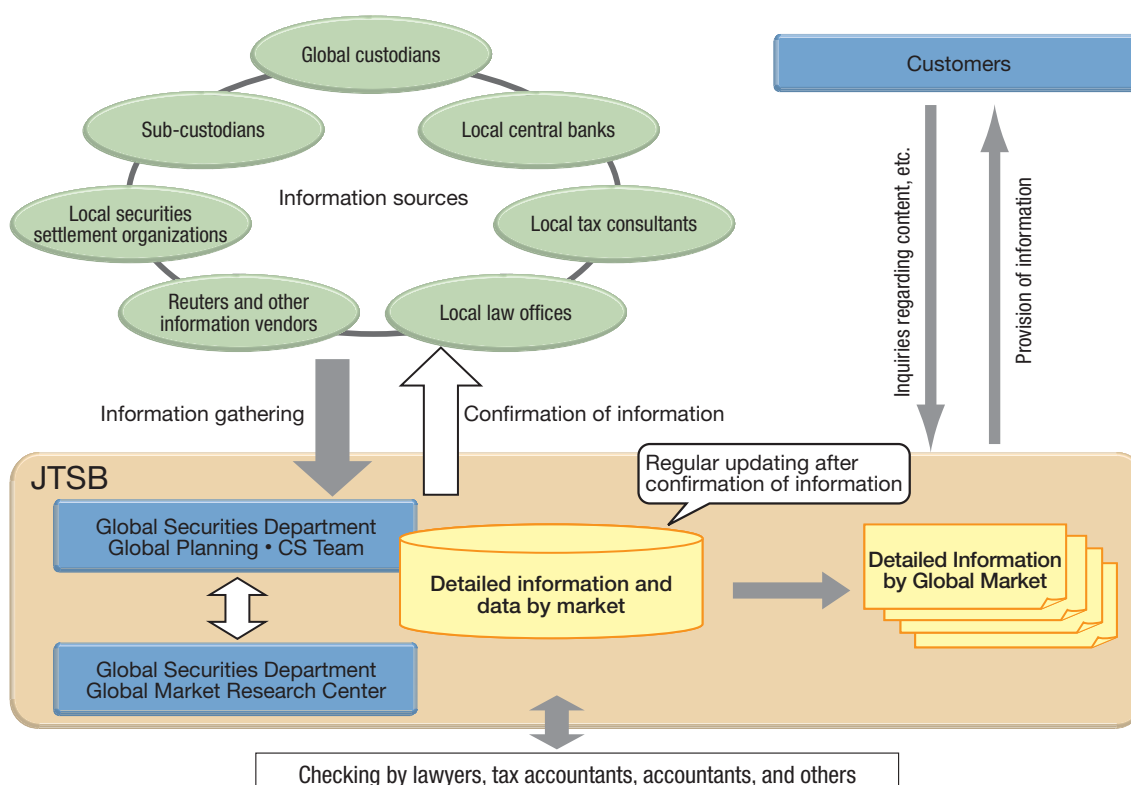 Global custodians
Customers
Sub-custodians
Local central banks
Information sources
Local securities
settlement organizations
Local tax consultants
Reuters and other
information vendors
Local law offices
Inquiries regarding content, etc.
Provision of information
Information gathering
Confirmation of information
JTSB
Regular updating after
confirmation of information
Global Securities Department
Global Planning • CS Team
Detailed information and
data by market
Detailed Information
by Global Market
Global Securities Department
Global Market Research Center
Checking by lawyers, tax accountants, accountants, and others